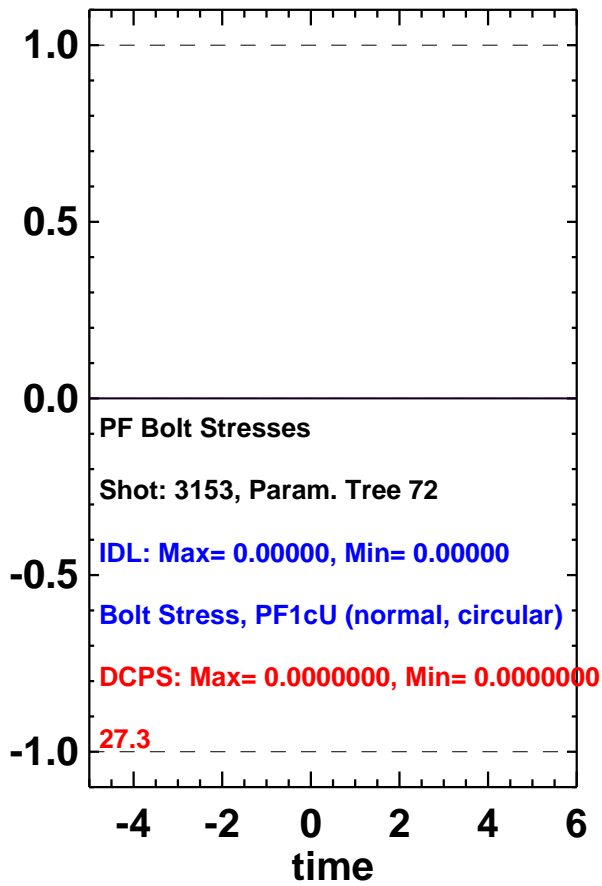 1.0
0.5
0.0
PF Bolt Stresses
Shot: 3153, Param. Tree 72
IDL: Max= 0.00000, Min= 0.00000
-0.5
Bolt Stress, PF1cU (normal, circular)
DCPS: Max= 0.0000000, Min= 0.0000000
27.3
-1.0
-4 -2 0 2 4 6
time